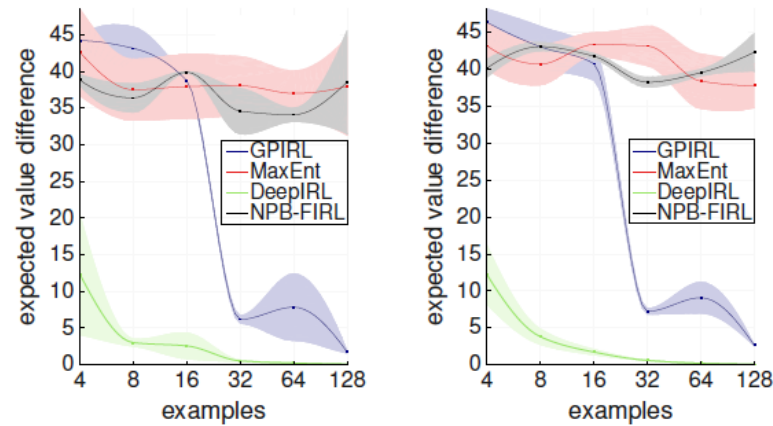 expected value difference
45
40
35
30
25
20
15
10
5
0
GPIRL
MaxEnt
DeepIRL
NPB-FIRL
4 8 16 32 64 128
examples
expected value difference
45
40
35
30
25
20
15
10
5
0
GPIRL
MaxEnt
DeepIRL
NPB-FIRL
4 8 16 32 64 128
examples